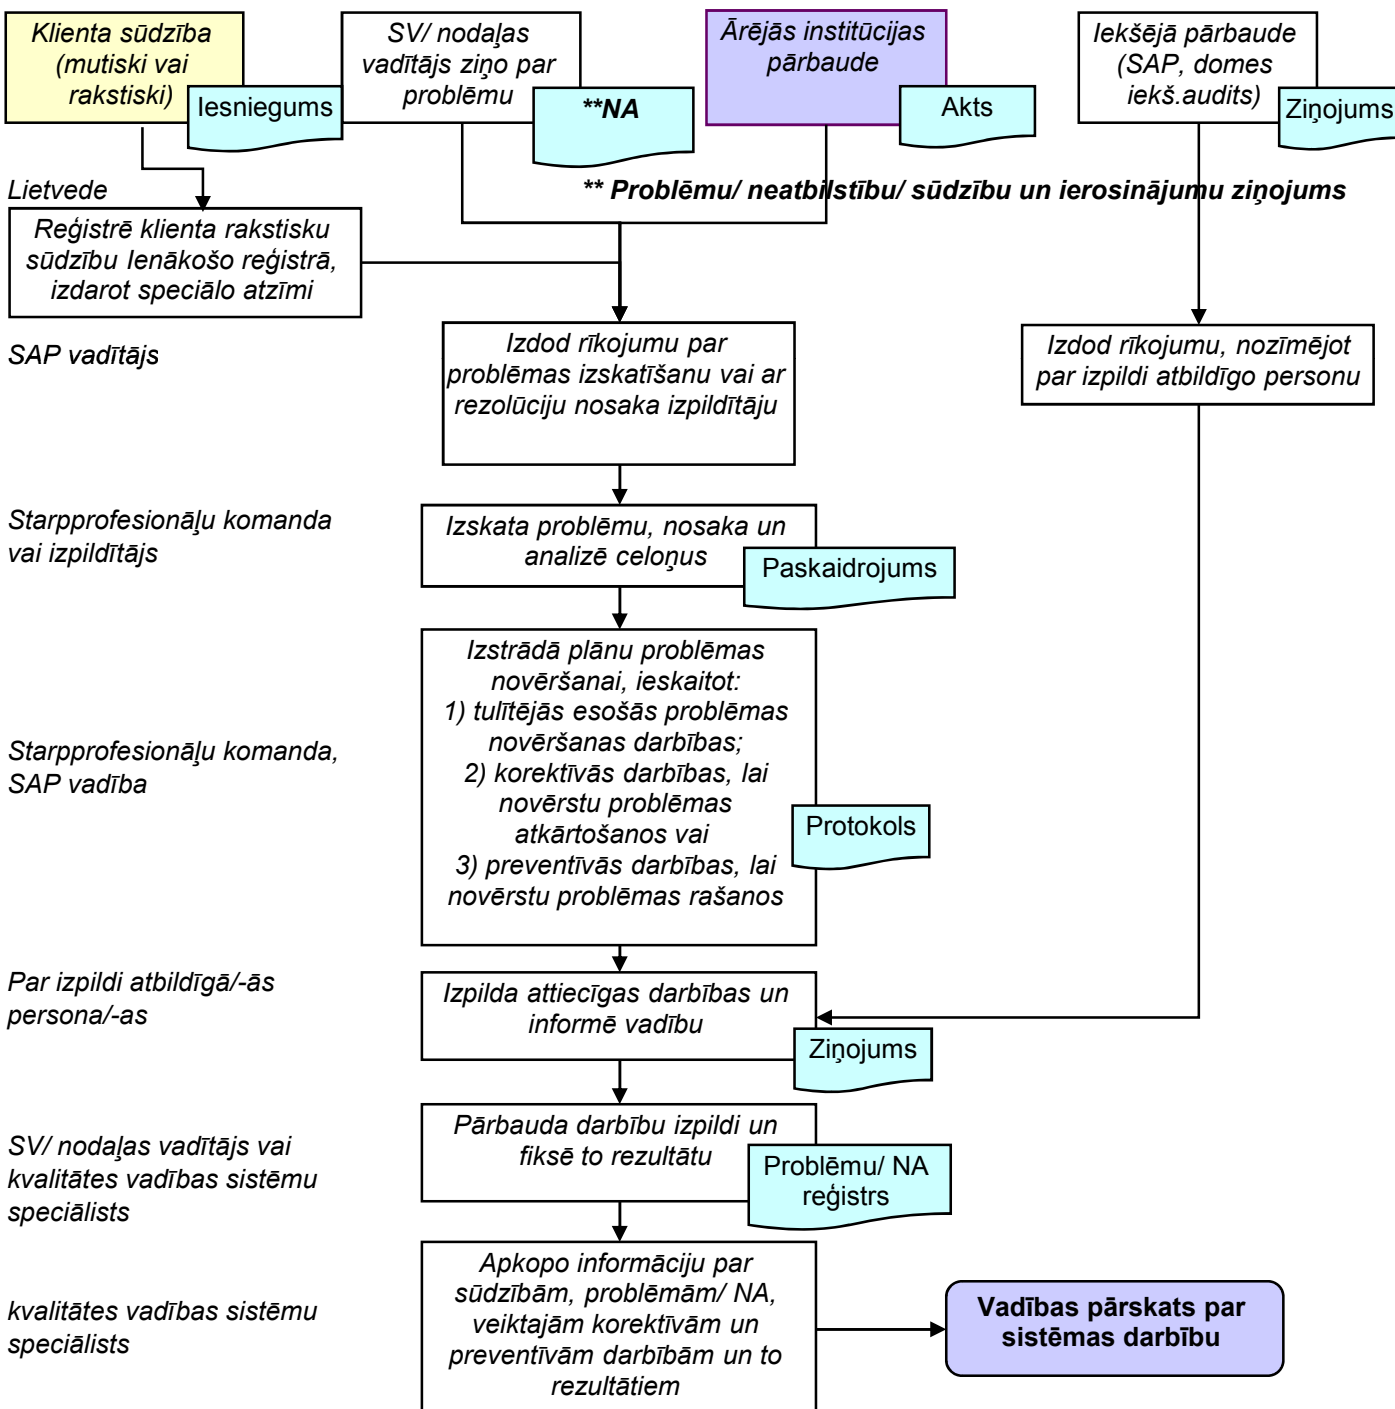 Klienta sūdzība
(mutiski vai
rakstiski)
Iesniegums
SV/ nodaļas
vadītājs ziņo par
problēmu
**NA
Ārējās institūcijas
pārbaude
Akts
Iekšējā pārbaude
(SAP, domes
iekš.audits)
Ziņojums
Lietvede
** Problēmu/ neatbilstību/ sūdzību un ierosinājumu ziņojums
Reģistrē klienta rakstisku
sūdzību Ienākošo reģistrā,
izdarot speciālo atzīmi
SAP vadītājs
Izdod rīkojumu par
problēmas izskatīšanu vai ar
rezolūciju nosaka izpildītāju
Izdod rīkojumu, nozīmējot
par izpildi atbildīgo personu
Starpprofesionāļu komanda
vai izpildītājs
Izskata problēmu, nosaka un
analizē celoņus
Paskaidrojums
Starpprofesionāļu komanda,
SAP vadība
Izstrādā plānu problēmas
novēršanai, ieskaitot:
1) tulītējās esošās problēmas
novēršanas darbības;
2) korektīvās darbības, lai
novērstu problēmas
atkārtošanos vai
3) preventīvās darbības, lai
novērstu problēmas rašanos
Protokols
Par izpildi atbildīgā/-ās
persona/-as
Izpilda attiecīgas darbības un
informē vadību
Ziņojums
SV/ nodaļas vadītājs vai
kvalitātes vadības sistēmu
speciālists
Pārbauda darbību izpildi un
fiksē to rezultātu
Problēmu/ NA
reģistrs
kvalitātes vadības sistēmu
speciālists
Apkopo informāciju par
sūdzībām, problēmām/ NA,
veiktajām korektīvām un
preventīvām darbībām un to
rezultātiem
Vadības pārskats par
sistēmas darbību